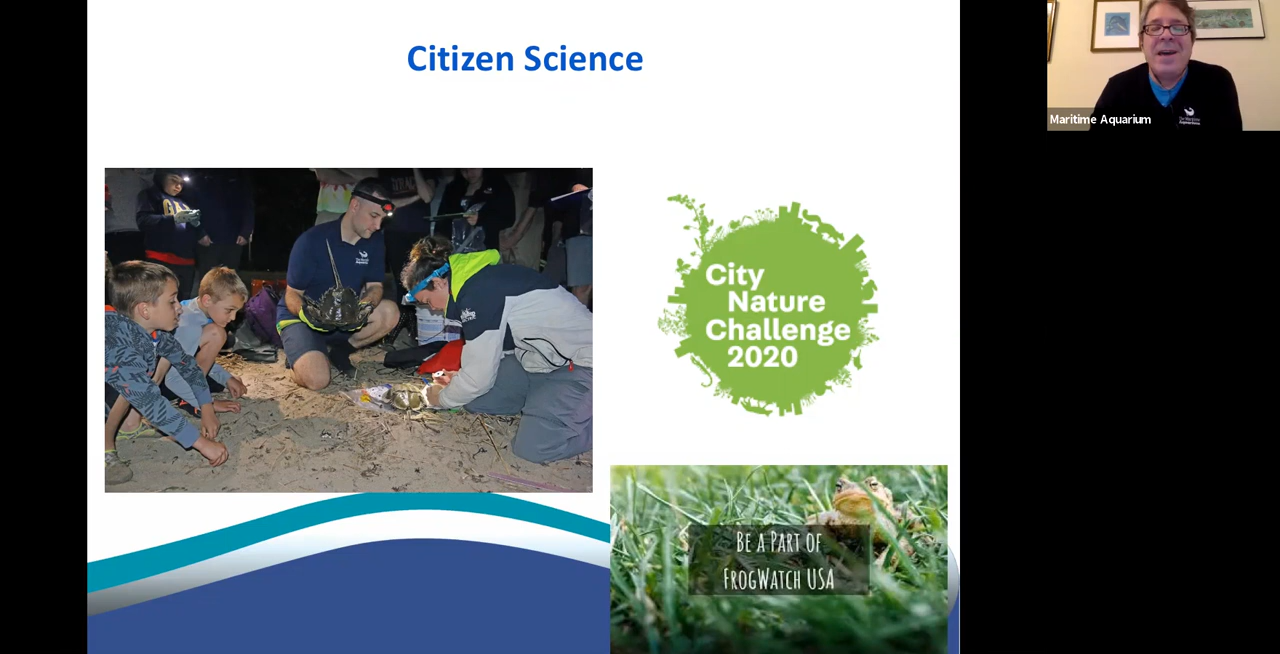 Citizen Science
City
Nature
Challenge
2020
Be a Part of
FrogWatch USA
Maritime Aquarium